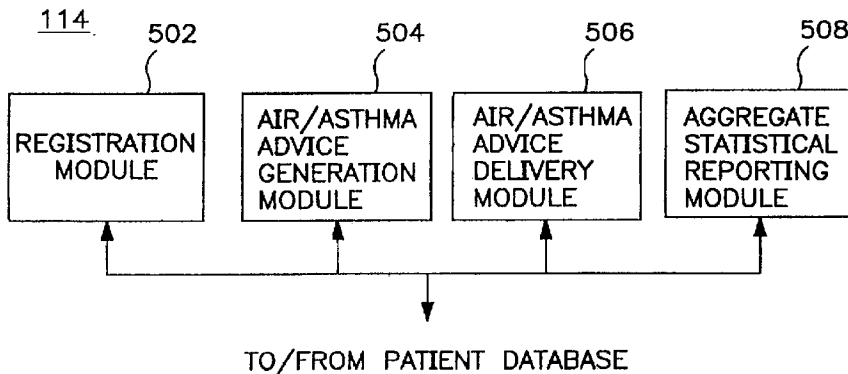 114
502
504
506
508
REGISTRATION
MODULE
AIR/ASTHMA
ADVICE
GENERATION
MODULE
AIR/ASTHMA
ADVICE
DELIVERY
MODULE
AGGREGATE
STATISTICAL
REPORTING
MODULE
TO/FROM PATIENT DATABASE